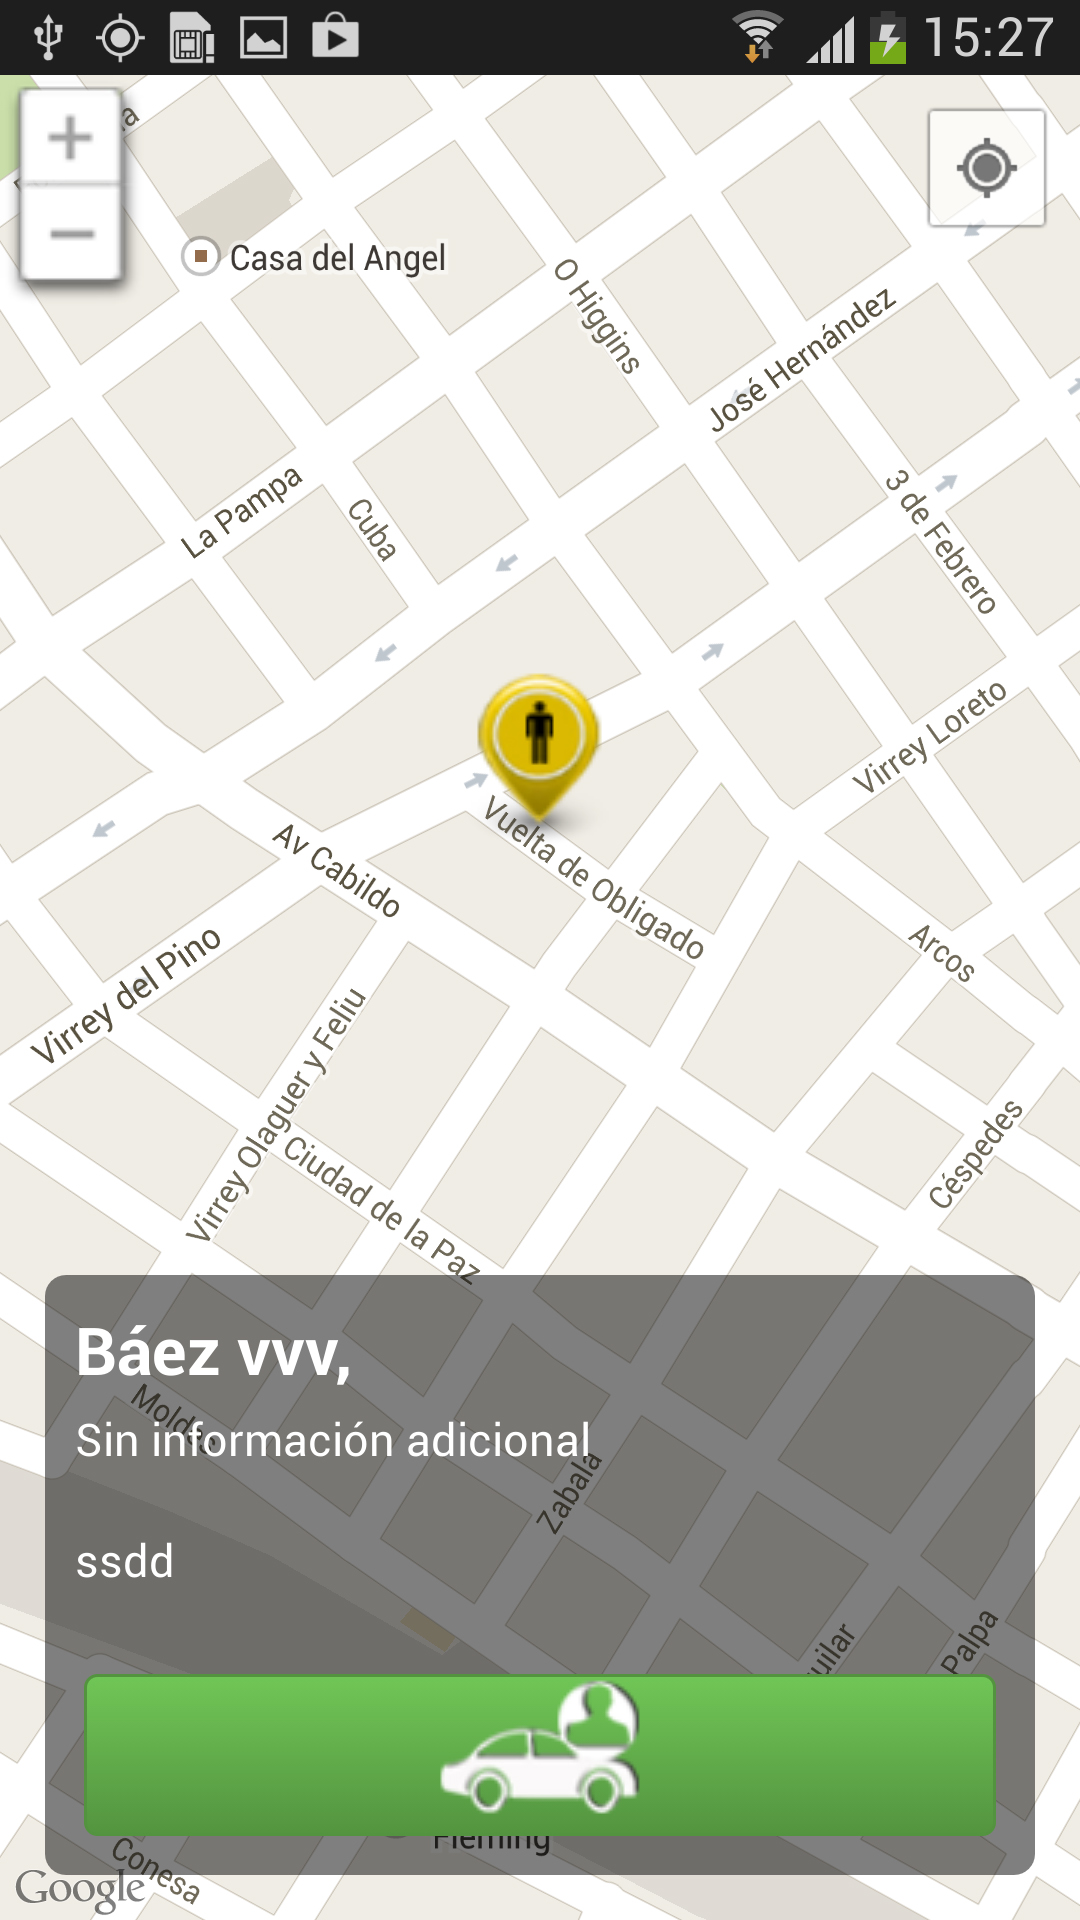 15:27
Casa del Angel
O Higgins
José Hernández
La Pampa
Cuba
3 de Febrero
Virrey Loreto
Vuelta de Obligado
Av Cabildo
Arcos
Virrey del Pino
Virrey Olaguer y Feliu
Ciudad de la Paz
Céspedes
Báez vvv,
Moldes
Sin información adicional
Zabala
ssdd
Palpa
Fleming
Conesa
Google